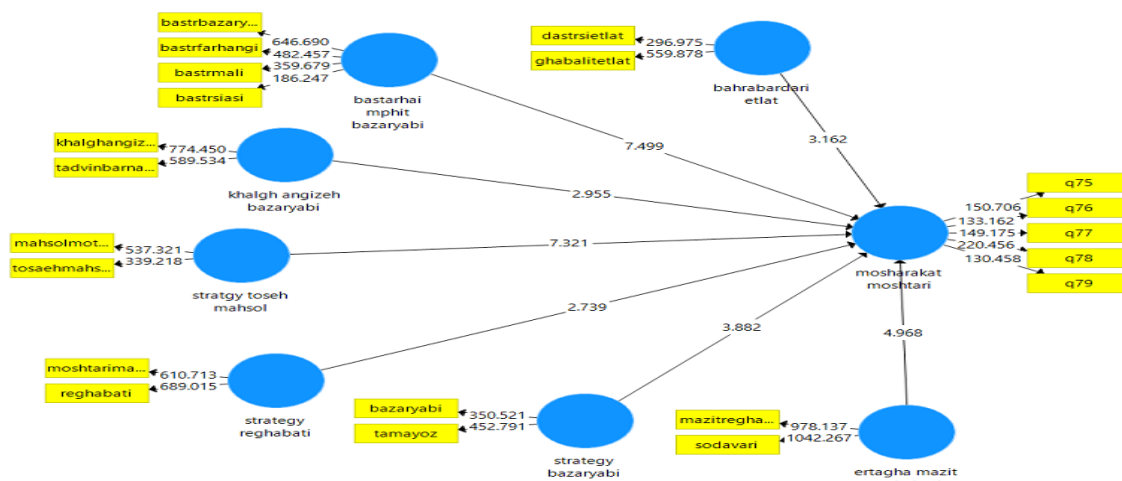 bastrbazary...
bastrfarhangi
bastrmali
bastrsiasi
646.690
482.457
359.679
186.247
bastarhai
mphit
bazaryabi
dastrsietlat
ghabalitetlat
296.975
559.878
bahrabardari
etlat
3.162
7.499
khalghangiz...
tadvinbarna...
774.450
589.534
khalgh angizeh
bazaryabi
2.955
mahsolmot...
tosaehmahs...
537.321
339.218
stratgy toseh
mahsol
7.321
q75
q76
q77
q78
q79
150.706
133.162
149.175
220.456
130.458
mosharakat
moshtari
moshtarima...
reghabati
610.713
689.015
strategy
reghabati
2.739
bazaryabi
tamayoz
350.521
452.791
strategy
bazaryabi
3.882
mazitregha...
sodavari
978.137
1042.267
ertagha mazit
4.968